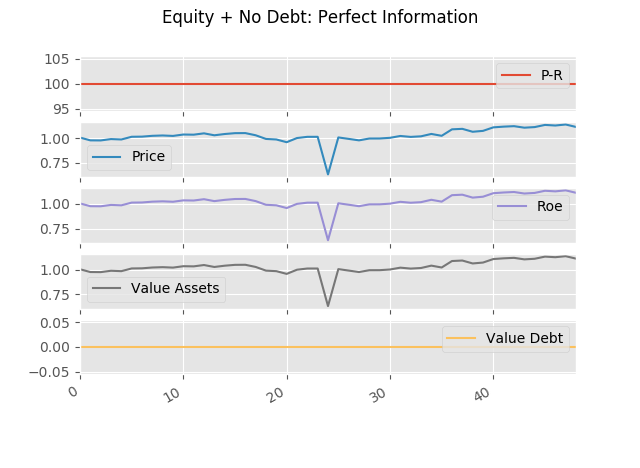 Equity + No Debt: Perfect Information
105
100
95
P-R
1.00
0.75
Price
1.00
0.75
Roe
1.00
0.75
Value Assets
0.05
0.00
−0.05
Value Debt
0
10
20
30
40